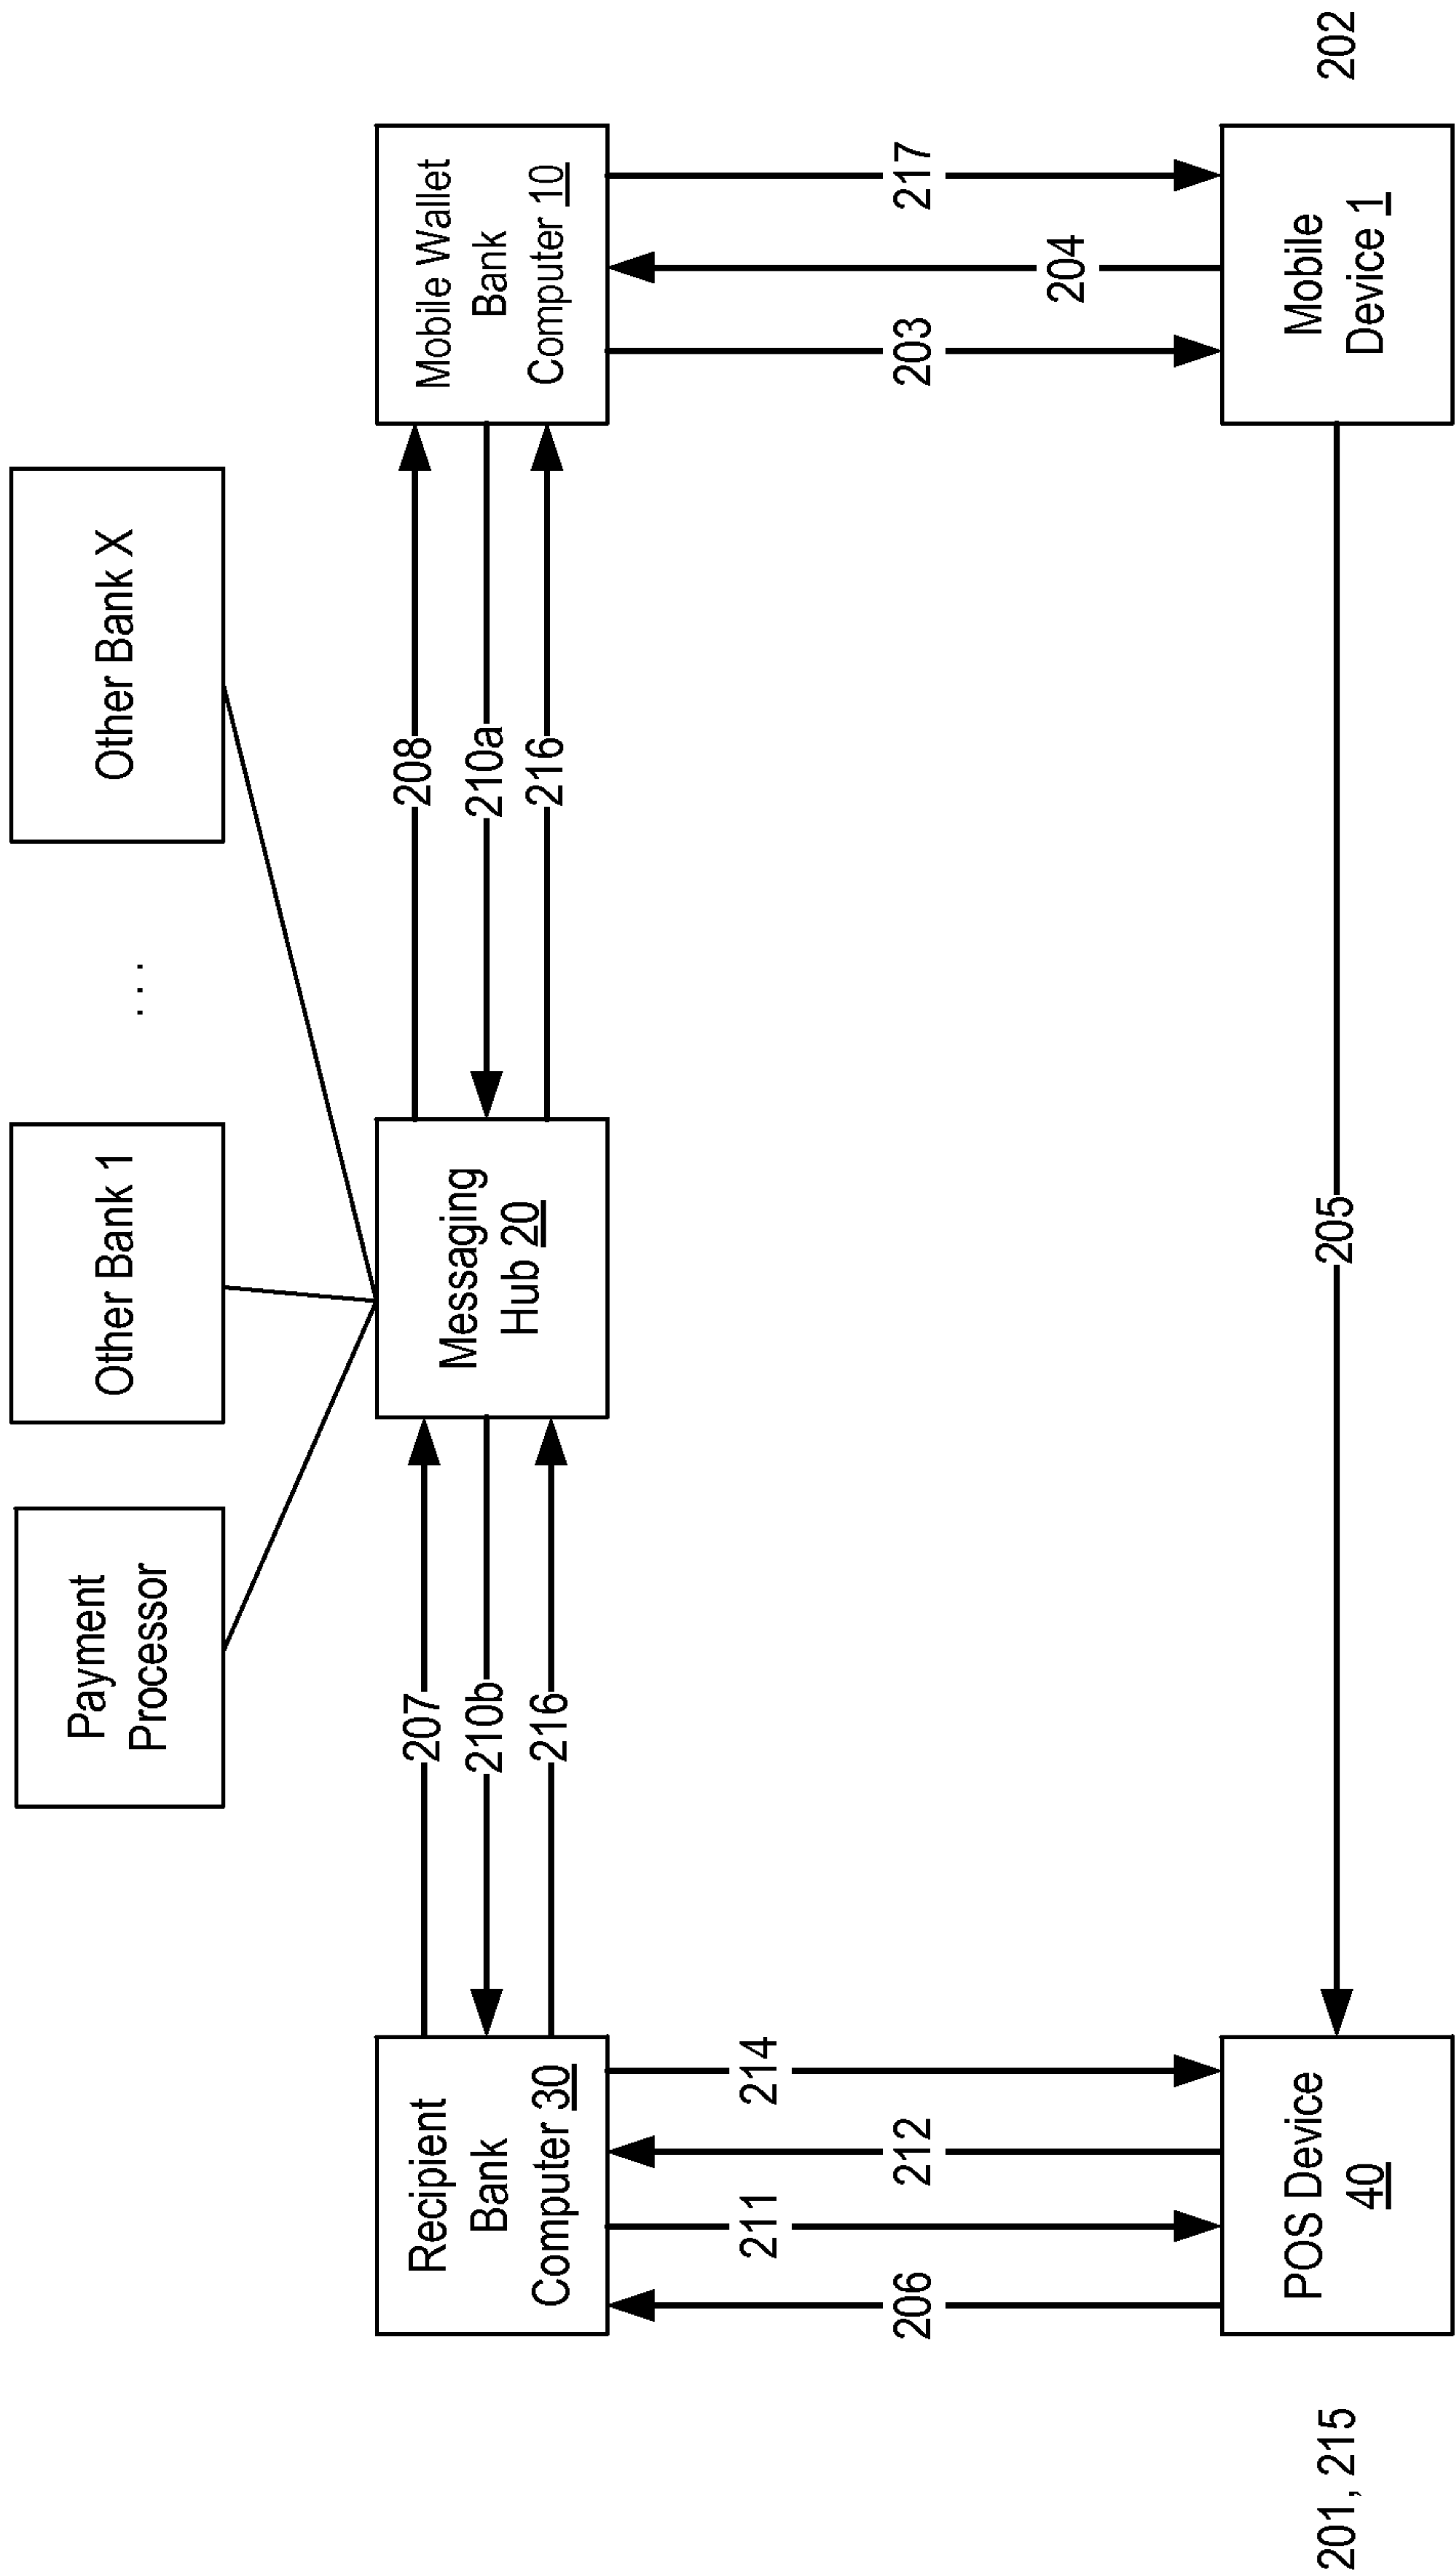 Payment
Processor
Other Bank 1
. . .
Other Bank X
Recipient
Bank
Computer 30
207
210b
216
Messaging
Hub 20
208
210a
216
Mobile Wallet
Bank
Computer 10
206
211
212
214
203
204
217
201, 215
POS Device
40
205
Mobile
Device 1
202